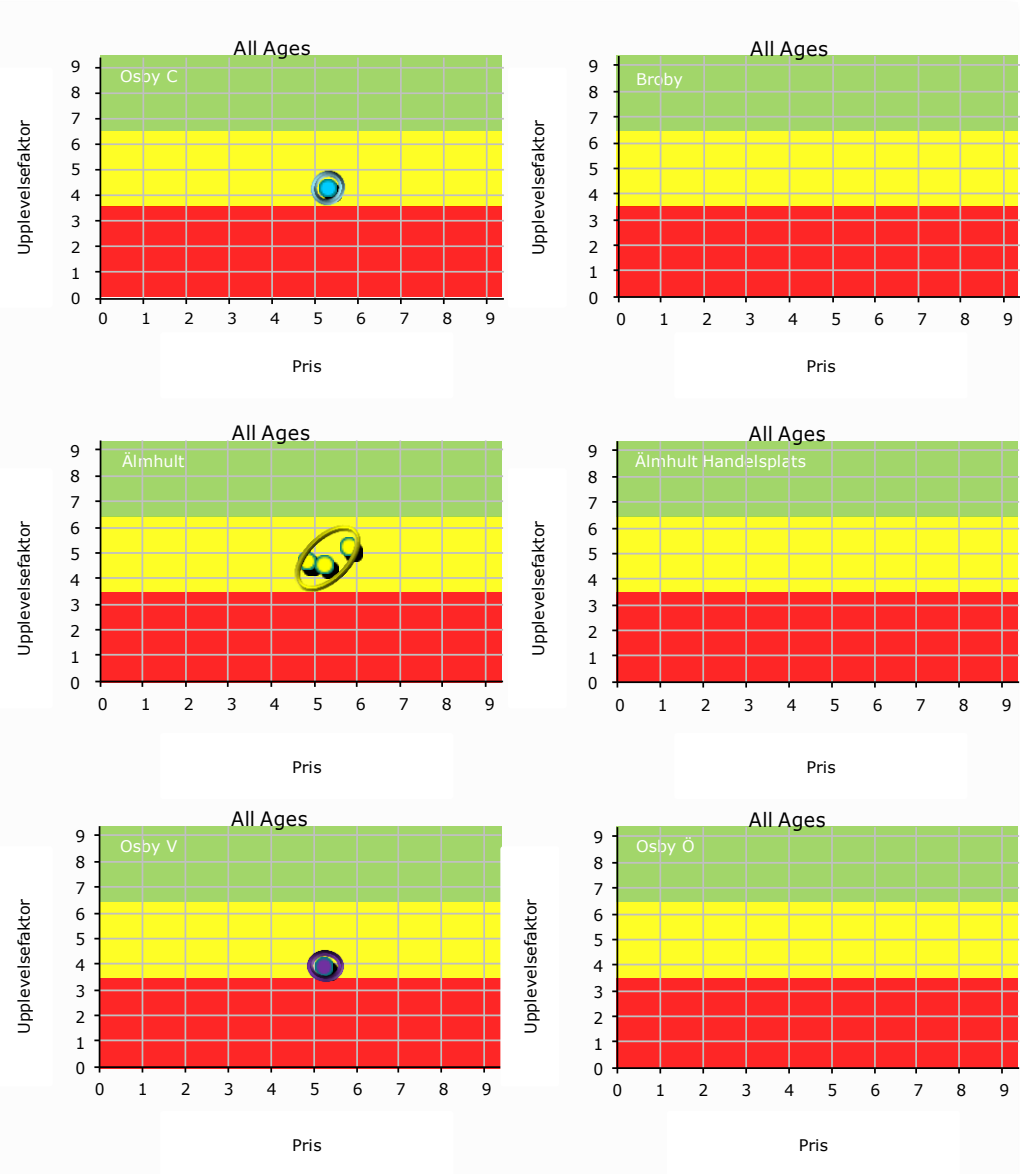 All Ages
Osby C
9
8
7
6
5
4
3
2
1
0
0 1 2 3 4 5 6 7 8 9
Upplevelsefaktor
Pris
All Ages
Broby
9
8
7
6
5
4
3
2
1
0
0 1 2 3 4 5 6 7 8 9
Upplevelsefaktor
Pris
All Ages
Älmhult
9
8
7
6
5
4
3
2
1
0
0 1 2 3 4 5 6 7 8 9
Upplevelsefaktor
Pris
All Ages
Älmhult Handelsplats
9
8
7
6
5
4
3
2
1
0
0 1 2 3 4 5 6 7 8 9
Upplevelsefaktor
Pris
All Ages
Osby V
9
8
7
6
5
4
3
2
1
0
0 1 2 3 4 5 6 7 8 9
Upplevelsefaktor
Pris
All Ages
Osby Ö
9
8
7
6
5
4
3
2
1
0
0 1 2 3 4 5 6 7 8 9
Upplevelsefaktor
Pris